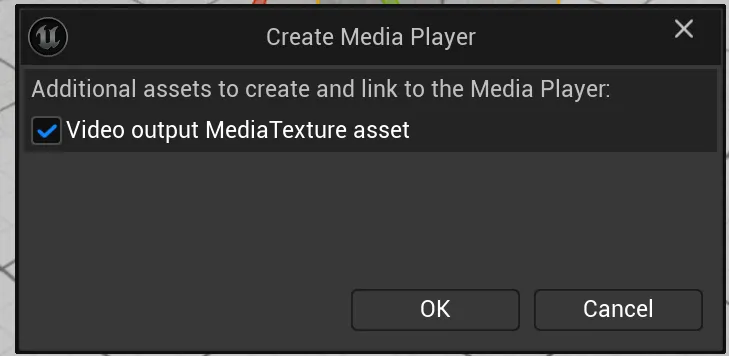 Create Media Player
Additional assets to create and link to the Media Player:
Video output MediaTexture asset
OK
Cancel